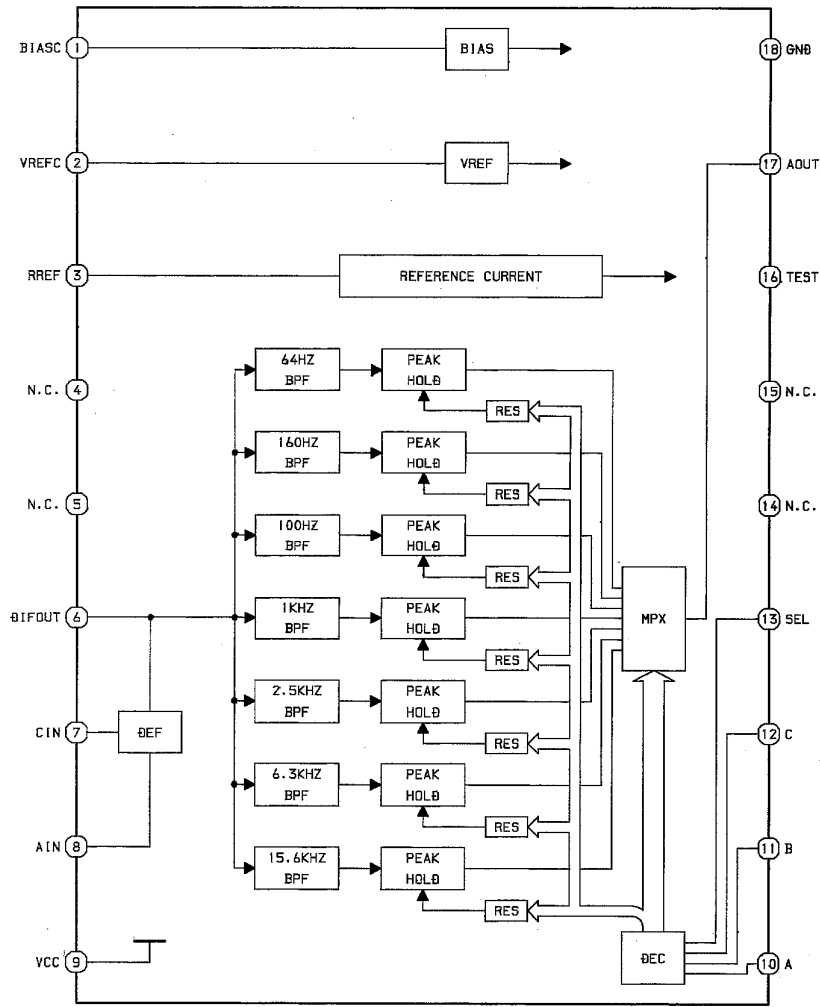 BIASC 1 BIAS 18 GND
VREFC 2 VREF 17 AOUT
RREF 3 REFERENCE CURRENT 16 TEST
64HZ
BPF
PEAK
HOLD
N.C. 4 15 N.C.
RES
160HZ
BPF
PEAK
HOLD
RES
N.C. 5 14 N.C.
100HZ
BPF
PEAK
HOLD
RES
DIFOUT 6
1KHZ
BPF
PEAK
HOLD
MPX
13 SEL
RES
2.5KHZ
BPF
PEAK
HOLD
CIN 7 DEF 12 C
RES
6.3KHZ
BPF
PEAK
HOLD
RES
AIN 8 11 B
15.6KHZ
BPF
PEAK
HOLD
RES
VCC 9 DEC 10 A